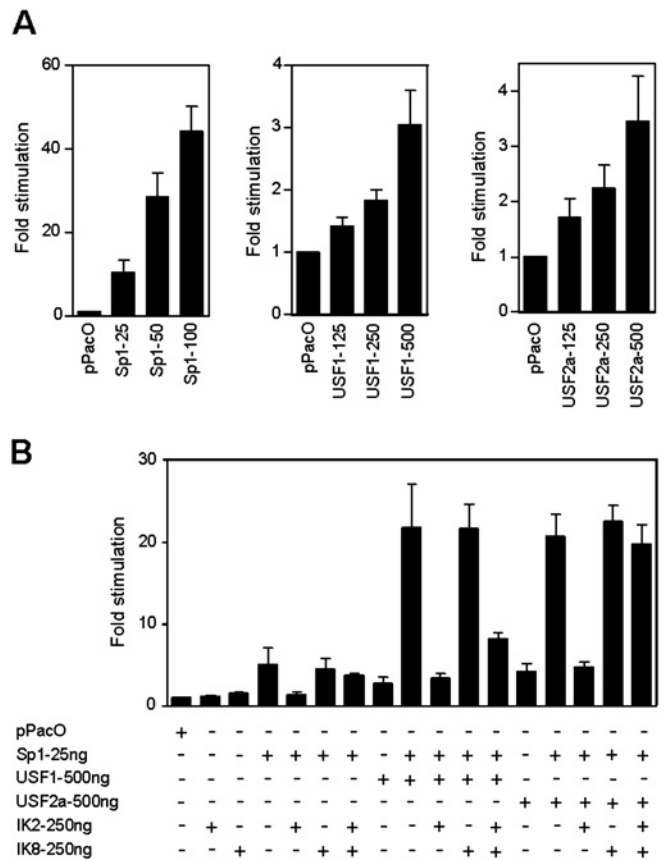 A
Fold stimulation
60
40
20
0
pPacO
Sp1-25
Sp1-50
Sp1-100
Fold stimulation
4
3
2
1
0
pPacO
USF1-125
USF1-250
USF1-500
Fold stimulation
4
3
2
1
0
pPacO
USF2a-125
USF2a-250
USF2a-500
B
Fold stimulation
30
20
10
0
pPacO + - - - - - - - - - - - - - - - -
Sp1-25ng - - - + + + + - + + + + - + + + +
USF1-500ng - - - - - - - + + + + + - - - - -
USF2a-500ng - - - - - - - - - - - - + + + + +
IK2-250ng - + - - + - + - - + - + - - + - +
IK8-250ng - - + - - + + - - - + + - - - + +